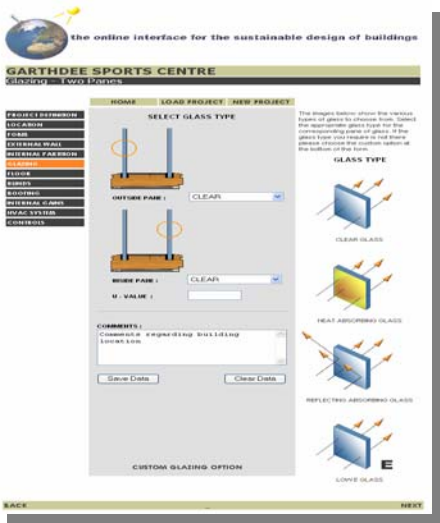 the online interface for the sustainable design of buildings
GARTHDEE SPORTS CENTRE
Glazing - Two Panes
HOME LOAD PROJECT NEW PROJECT
PROJECT DEFINITION
LOCATION
FORM
EXTERNAL WALL
INTERNAL PARTITION
GLAZING
FLOOR
BLINDS
ROOFING
INTERNAL GAINS
HVAC SYSTEM
CONTROLS
SELECT GLASS TYPE
OUTSIDE PANE : CLEAR
INSIDE PANE : CLEAR
U - VALUE :
COMMENTS :
Comments regarding building
location
Save Data Clear Data
CUSTOM GLAZING OPTION
The images below show the various
types of glass to choose from. Select
the appropriate glass type for the
corresponding pane of glass. If the
glass type you require is not there
please choose the custom option at
the bottom of the form.
GLASS TYPE
CLEAR GLASS
HEAT ABSORBING GLASS
REFLECTING ABSORBING GLASS
E
LOW E GLASS
BACK NEXT